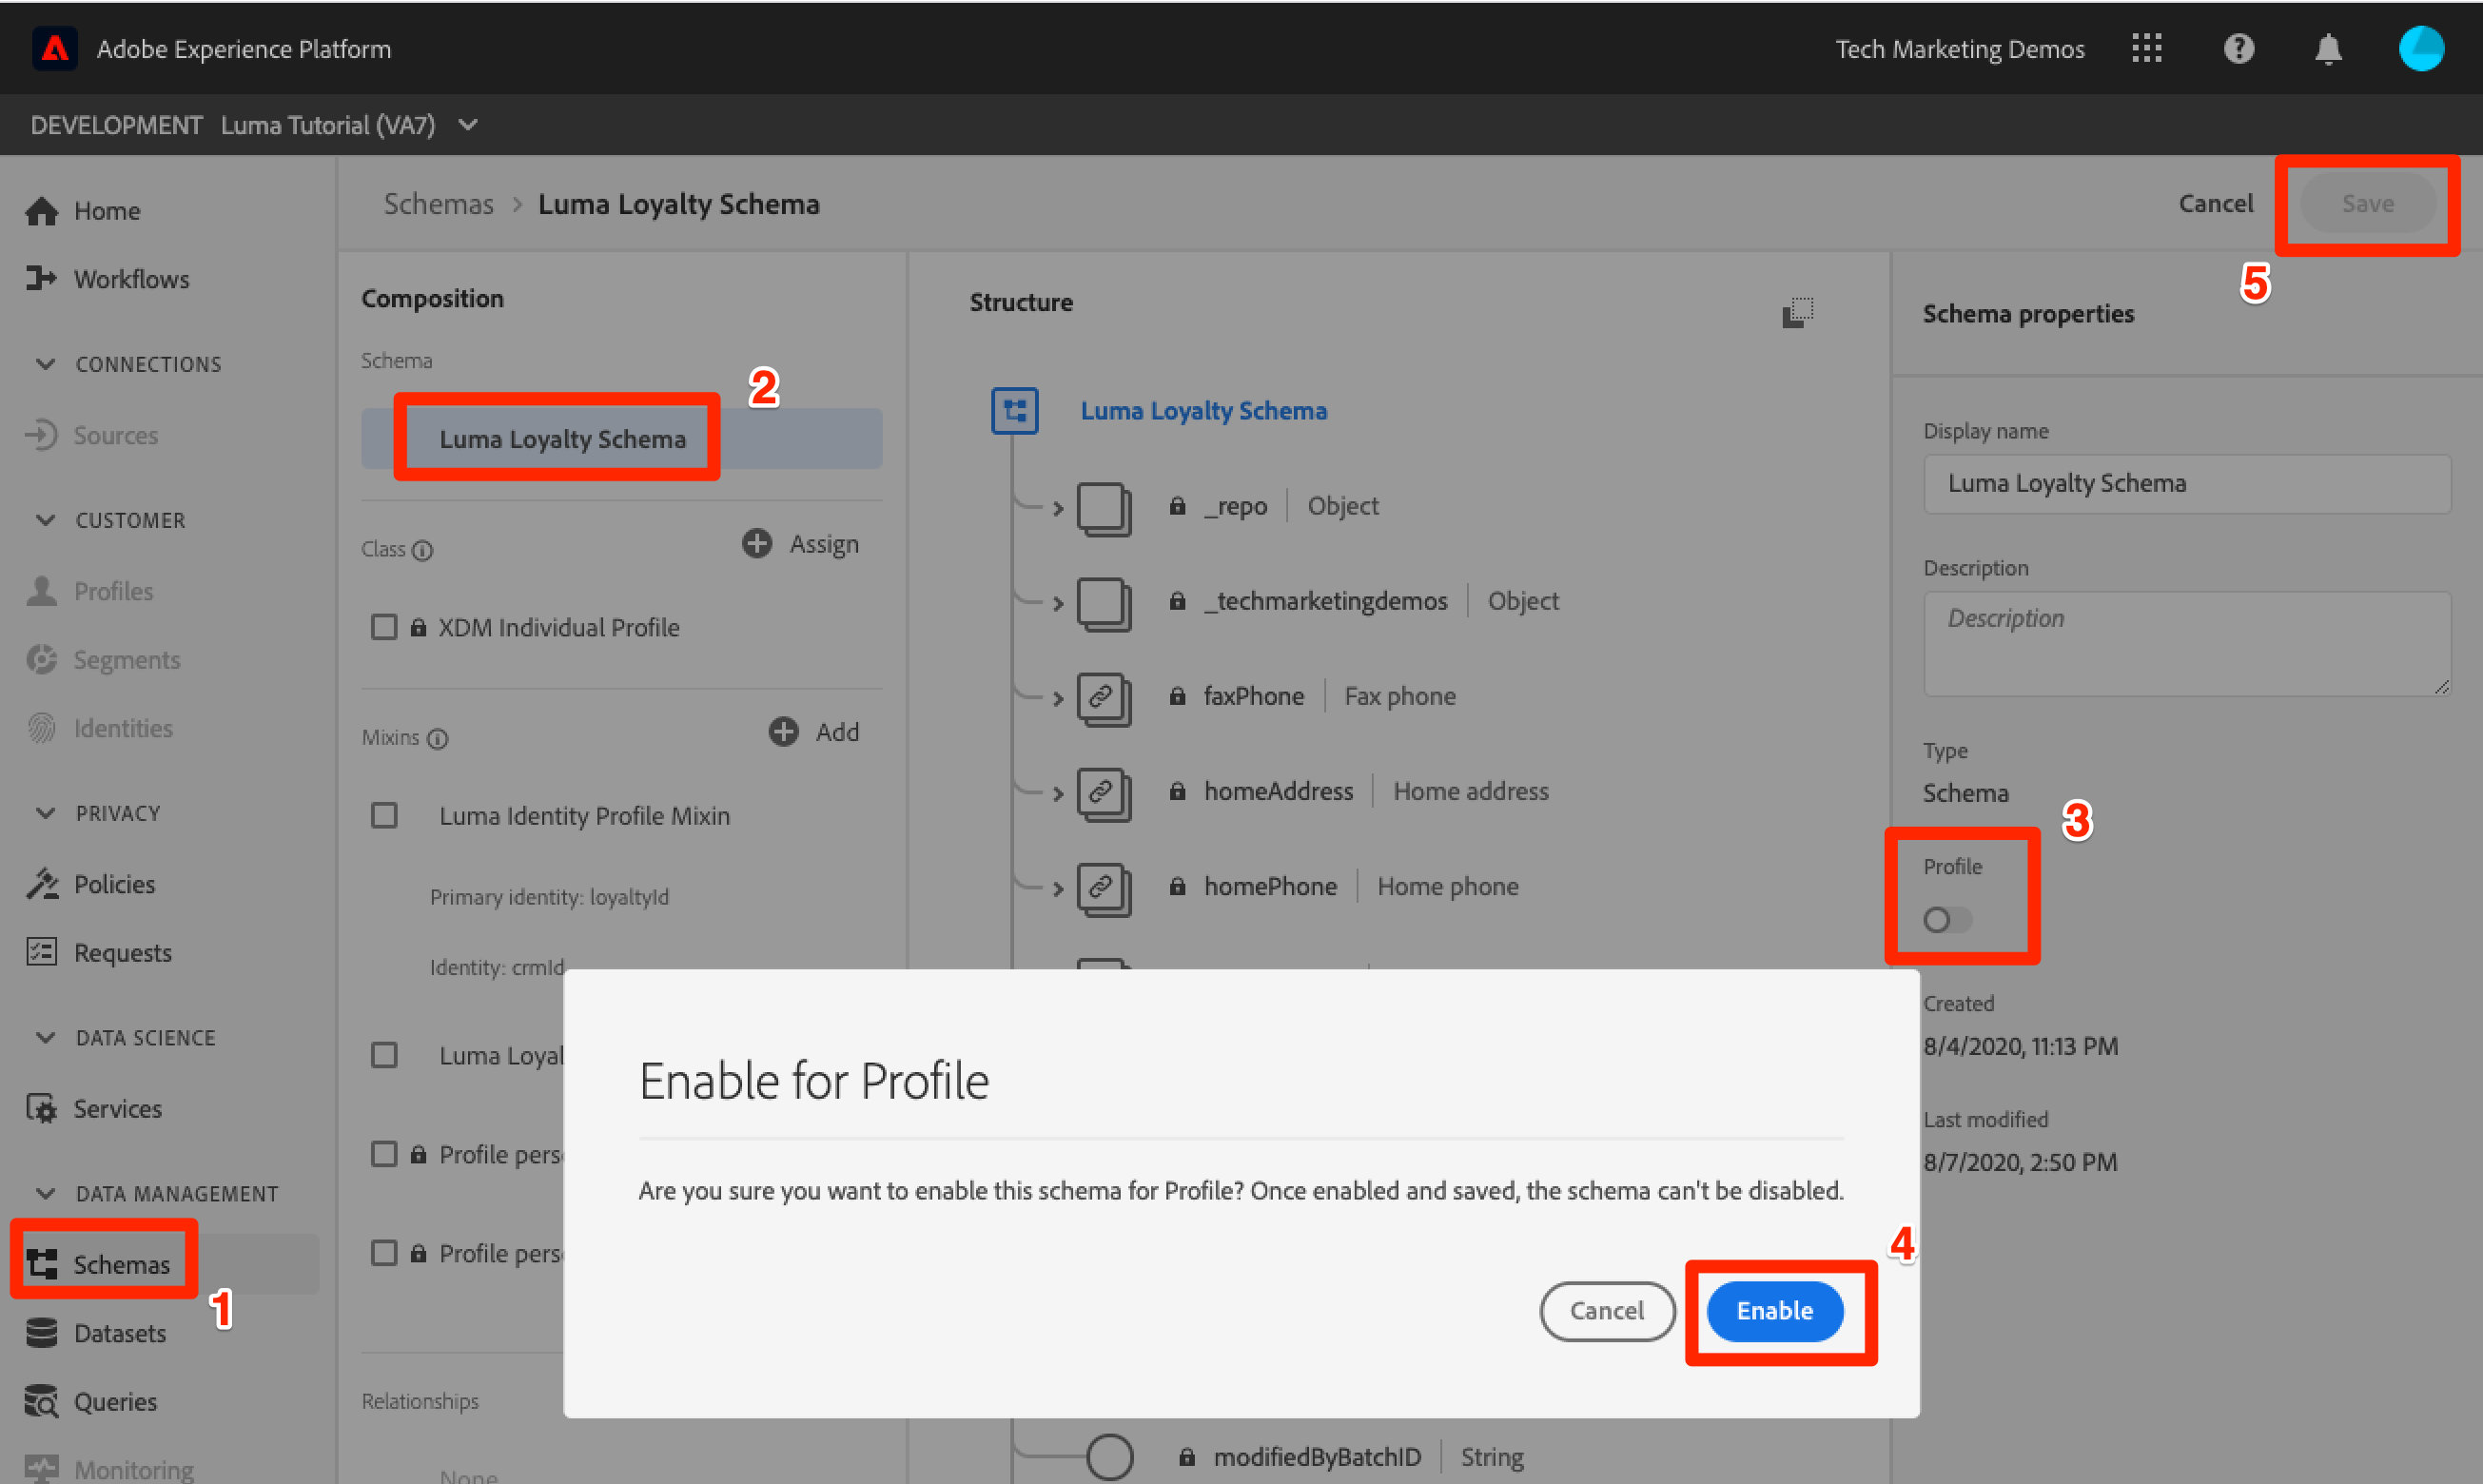 Adobe Experience Platform
Tech Marketing Demos
DEVELOPMENT Luma Tutorial (VA7)
Home
Workflows
CONNECTIONS
Sources
CUSTOMER
Profiles
Segments
Identities
PRIVACY
Policies
Requests
DATA SCIENCE
Services
DATA MANAGEMENT
Schemas
1
Datasets
Queries
Monitoring
Schemas > Luma Loyalty Schema
Cancel
Save
5
Composition
Schema
2
Luma Loyalty Schema
Class
Assign
XDM Individual Profile
Mixins
Add
Luma Identity Profile Mixin
Primary identity: loyaltyId
Identity: crmId
Luma Loyal
Profile pers
Profile pers
Relationships
None
Structure
Luma Loyalty Schema
_repo | Object
_techmarketingdemos | Object
faxPhone | Fax phone
homeAddress | Home address
homePhone | Home phone
modifiedByBatchID | String
Schema properties
Display name
Luma Loyalty Schema
Description
Description
Type
Schema
3
Profile
Created
8/4/2020, 11:13 PM
Last modified
8/7/2020, 2:50 PM
Enable for Profile
Are you sure you want to enable this schema for Profile? Once enabled and saved, the schema can't be disabled.
4
Cancel
Enable